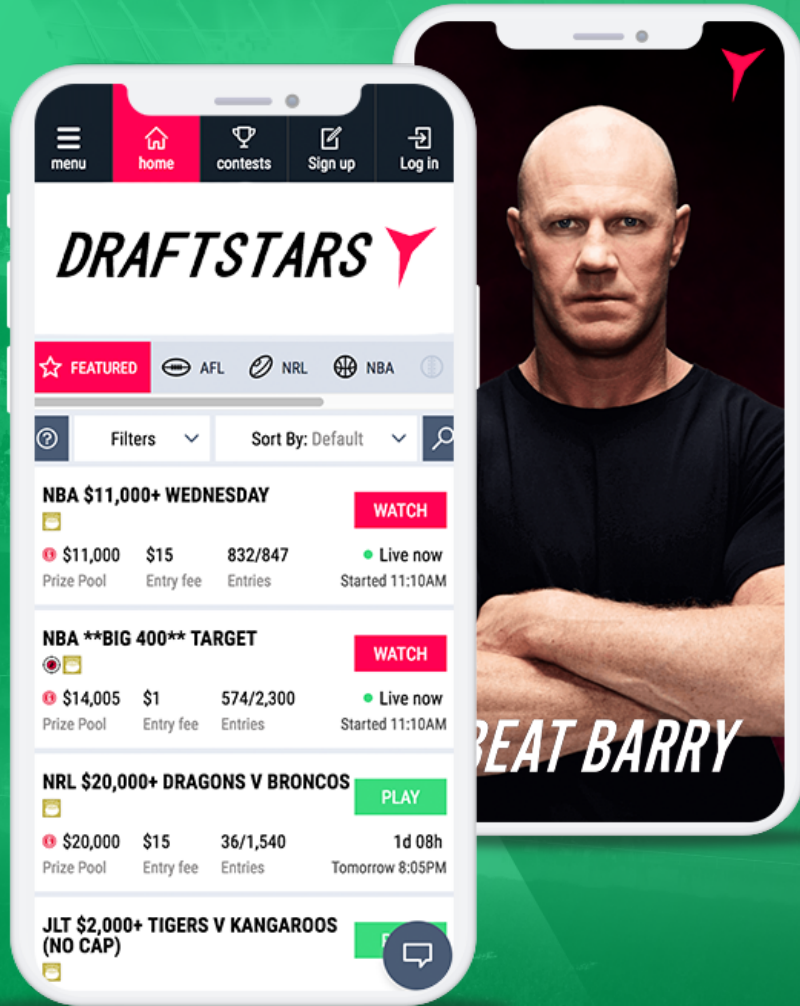 menu
home
contests
Sign up
Log in
DRAFTSTARS
FEATURED
AFL
NRL
NBA
Filters
Sort By: Default
NBA $11,000+ WEDNESDAY
WATCH
$11,000 $15 832/847 Live now
Prize Pool Entry fee Entries Started 11:10AM
NBA **BIG 400** TARGET
WATCH
$14,005 $1 574/2,300 Live now
Prize Pool Entry fee Entries Started 11:10AM
NRL $20,000+ DRAGONS V BRONCOS
PLAY
$20,000 $15 36/1,540 1d 08h
Prize Pool Entry fee Entries Tomorrow 8:05PM
JLT $2,000+ TIGERS V KANGAROOS
(NO CAP)
BEAT BARRY